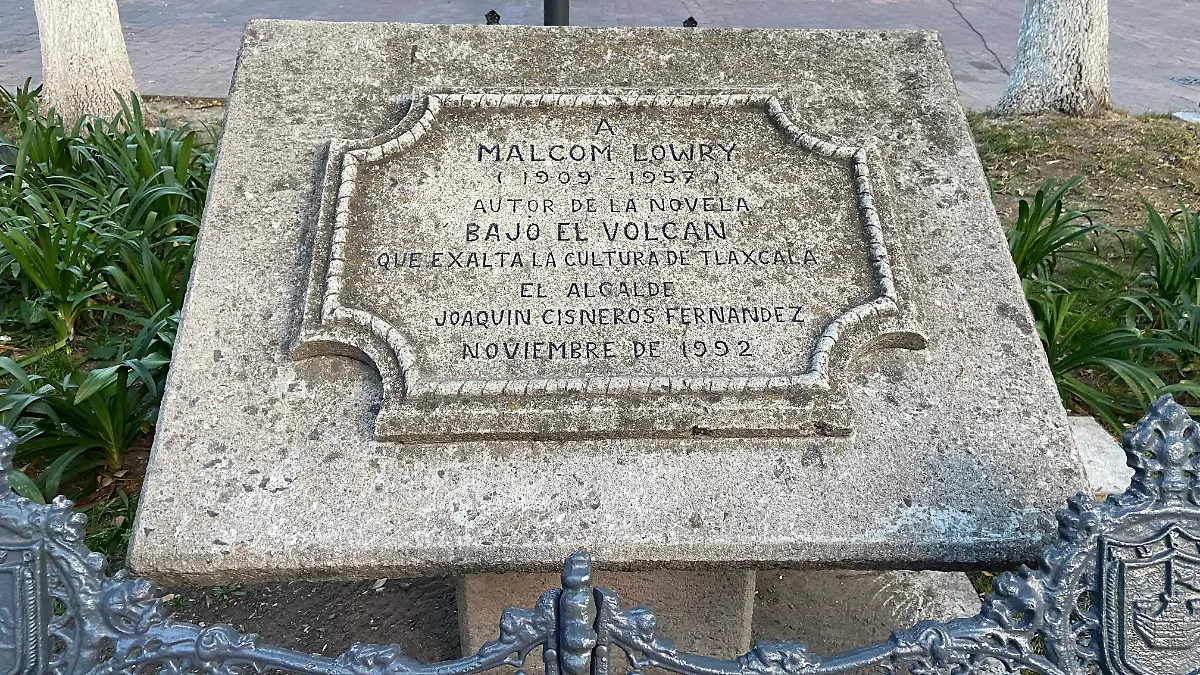 A
MALCOM LOWRY
(1909-1957)
AUTOR DE LA NOVELA
BAJO EL VOLCAN
QUE EXALTA LA CULTURA DE TLAXCALA
EL ALCALDE
JOAQUIN CISNEROS FERNANDEZ
NOVIEMBRE DE 1992